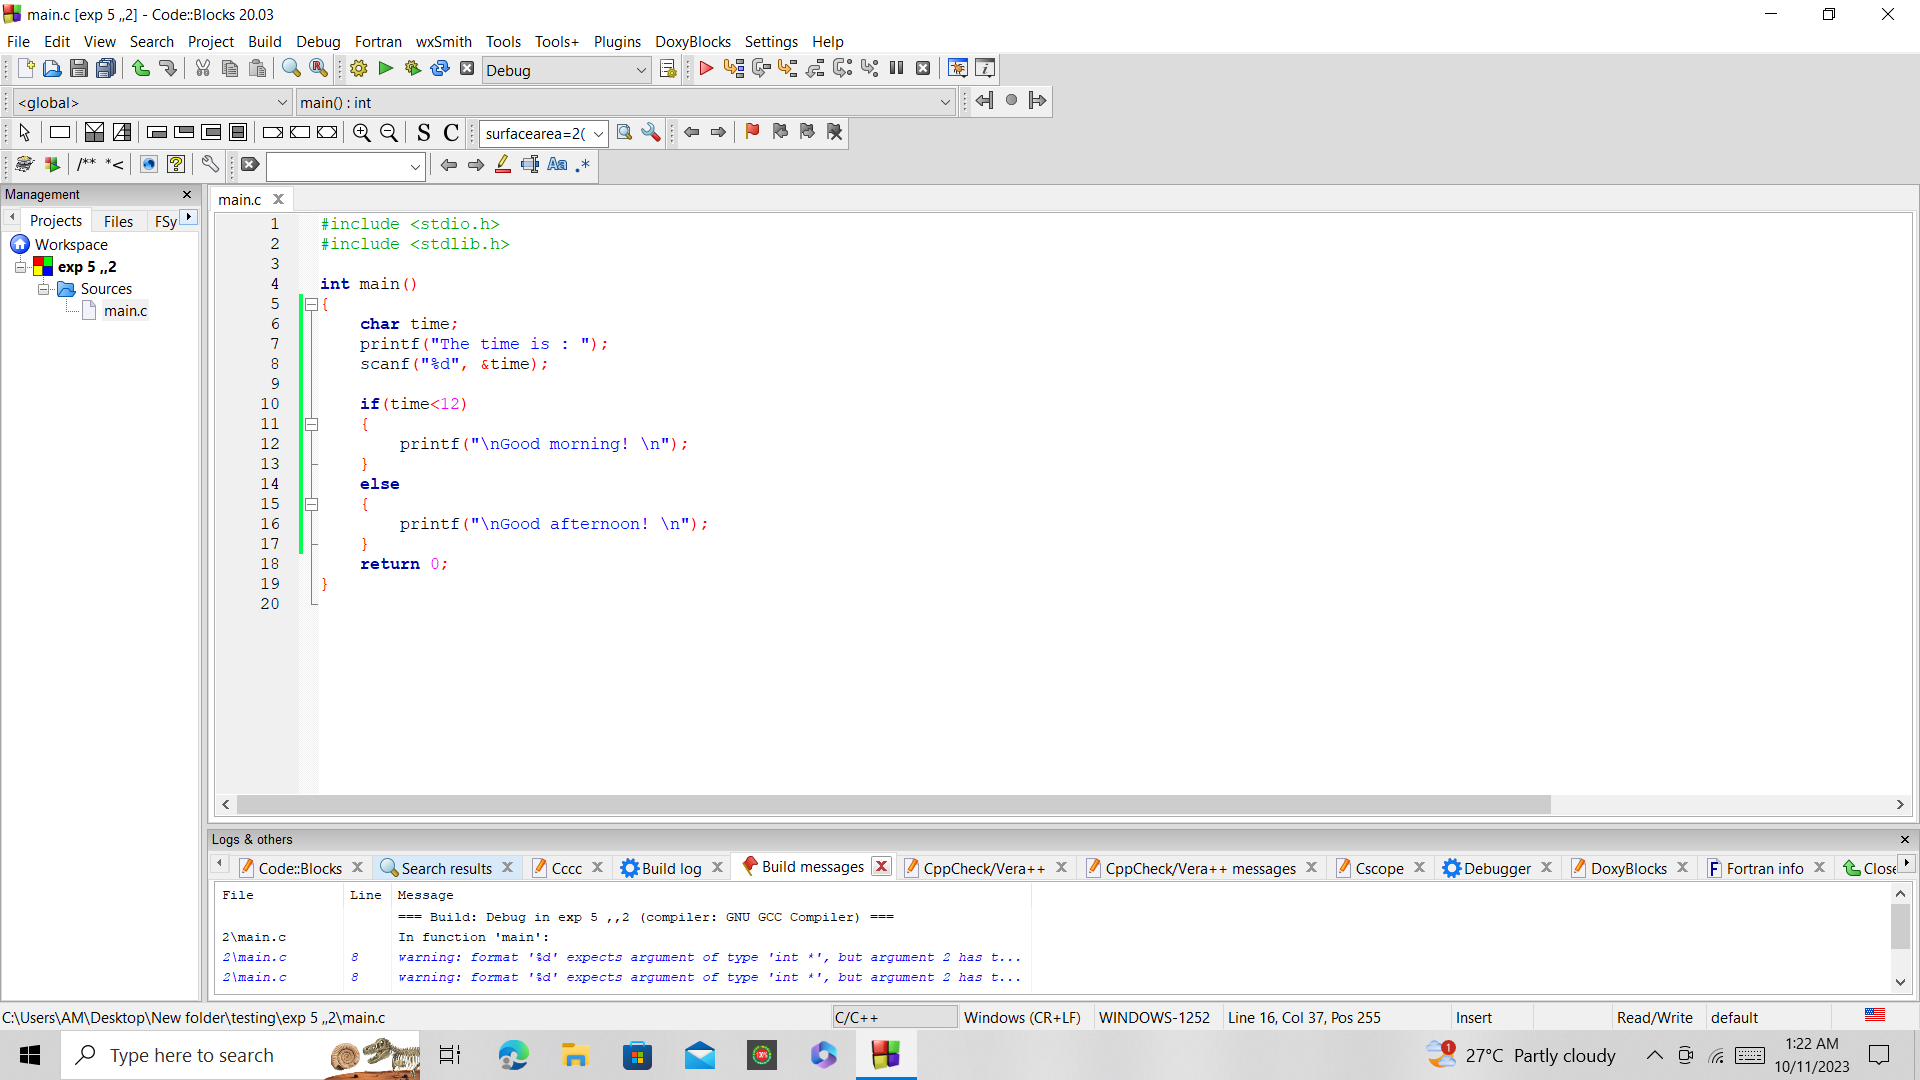 main.c [exp 5 ,,2] - Code::Blocks 20.03
File Edit View Search Project Build Debug Fortran wxSmith Tools Tools+ Plugins DoxyBlocks Settings Help
Debug
<global> main() : int
S C surfacearea=2(
/** *< Aa .*
Management
main.c
Projects Files FSy
Workspace
exp 5 ,,2
Sources
main.c
1 #include <stdio.h>
2 #include <stdlib.h>
3
4 int main()
5 {
6 char time;
7 printf("The time is : ");
8 scanf("%d", &time);
9
10 if(time<12)
11 {
12 printf("\nGood morning! \n");
13 }
14 else
15 {
16 printf("\nGood afternoon! \n");
17 }
18 return 0;
19 }
20
Logs & others
Code::Blocks Search results Cccc Build log Build messages CppCheck/Vera++ CppCheck/Vera++ messages Cscope Debugger DoxyBlocks Fortran info Close
File Line Message
=== Build: Debug in exp 5 ,,2 (compiler: GNU GCC Compiler) ===
2\main.c In function 'main':
2\main.c 8 warning: format '%d' expects argument of type 'int *', but argument 2 has t...
2\main.c 8 warning: format '%d' expects argument of type 'int *', but argument 2 has t...
C:\Users\AM\Desktop\New folder\testing\exp 5 ,,2\main.c C/C++ Windows (CR+LF) WINDOWS-1252 Line 16, Col 37, Pos 255 Insert Read/Write default
Type here to search 100% 1 27°C Partly cloudy 1:22 AM
10/11/2023